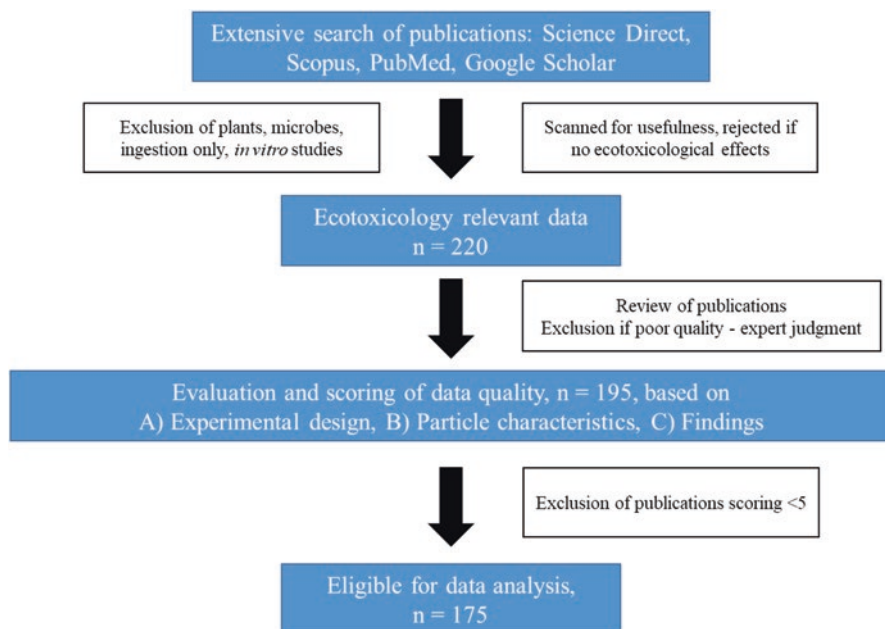 Extensive search of publications: Science Direct,
Scopus, PubMed, Google Scholar
Exclusion of plants, microbes,
ingestion only, in vitro studies
Scanned for usefulness, rejected if
no ecotoxicological effects
Ecotoxicology relevant data
n = 220
Review of publications
Exclusion if poor quality - expert judgment
Evaluation and scoring of data quality, n = 195, based on
A) Experimental design, B) Particle characteristics, C) Findings
Exclusion of publications scoring <5
Eligible for data analysis,
n = 175